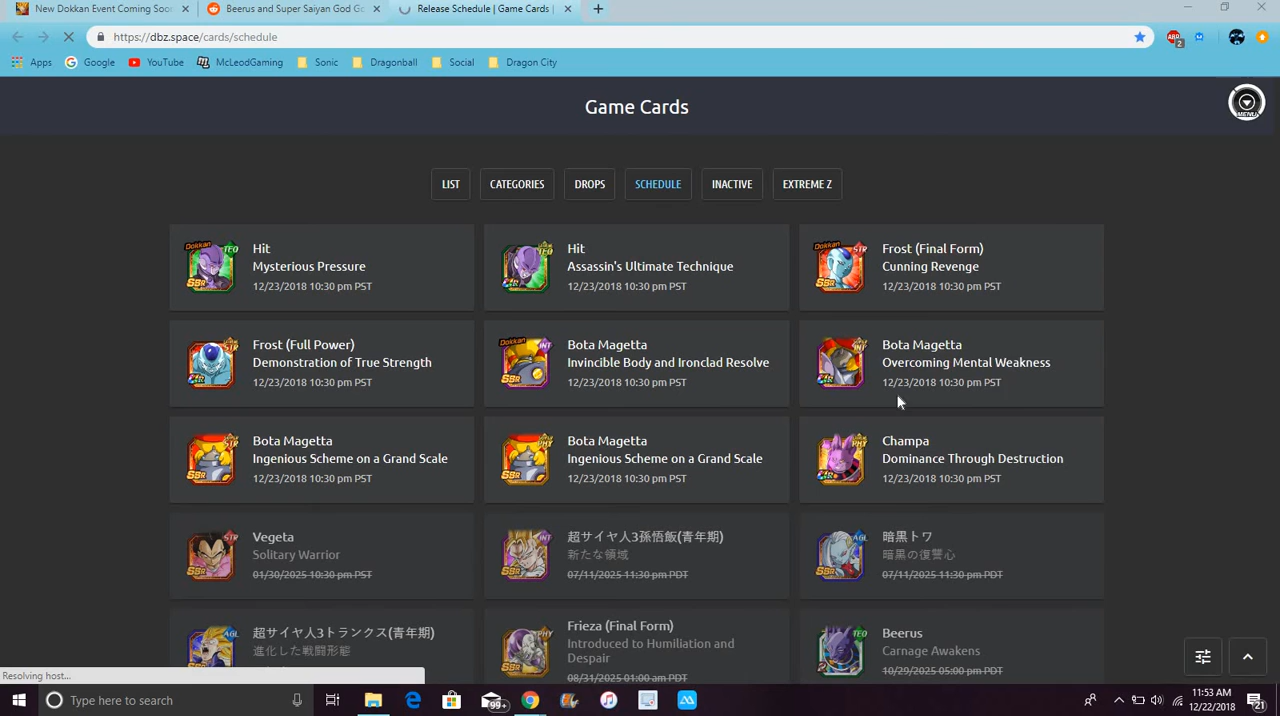 New Dokkan Event Coming Soon
Beerus and Super Saiyan God Go
Release Schedule | Game Cards |
https://dbz.space/cards/schedule
Apps Google YouTube McLeodGaming Sonic Dragonball Social Dragon City
Game Cards
MENU
LIST CATEGORIES DROPS SCHEDULE INACTIVE EXTREME Z
Hit
Mysterious Pressure
12/23/2018 10:30 pm PST
Hit
Assassin's Ultimate Technique
12/23/2018 10:30 pm PST
Frost (Final Form)
Cunning Revenge
12/23/2018 10:30 pm PST
Frost (Full Power)
Demonstration of True Strength
12/23/2018 10:30 pm PST
Bota Magetta
Invincible Body and Ironclad Resolve
12/23/2018 10:30 pm PST
Bota Magetta
Overcoming Mental Weakness
12/23/2018 10:30 pm PST
Bota Magetta
Ingenious Scheme on a Grand Scale
12/23/2018 10:30 pm PST
Bota Magetta
Ingenious Scheme on a Grand Scale
12/23/2018 10:30 pm PST
Champa
Dominance Through Destruction
12/23/2018 10:30 pm PST
Vegeta
Solitary Warrior
01/30/2025 10:30 pm PST
超サイヤ人3孫悟飯(青年期)
新たな領域
07/11/2025 11:30 pm PDT
暗黒トワ
暗黒の復讐心
07/11/2025 11:30 pm PDT
超サイヤ人3トランクス(青年期)
進化した戦闘形態
Frieza (Final Form)
Introduced to Humiliation and
Despair
08/31/2025 01:00 am PDT
Beerus
Carnage Awakens
10/29/2025 05:00 pm PDT
Resolving host...
Type here to search
99+
11:53 AM
12/22/2018
21